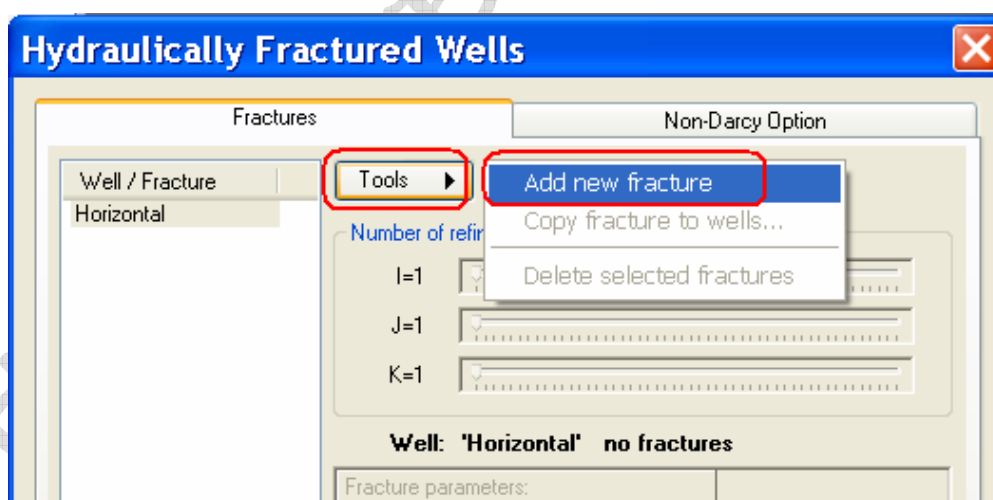 Hydraulically Fractured Wells
Fractures
Non-Darcy Option
Well / Fracture
Horizontal
Tools
Add new fracture
Copy fracture to wells...
Delete selected fractures
Number of
I=1
J=1
K=1
Well: 'Horizontal' no fractures
Fracture parameters: